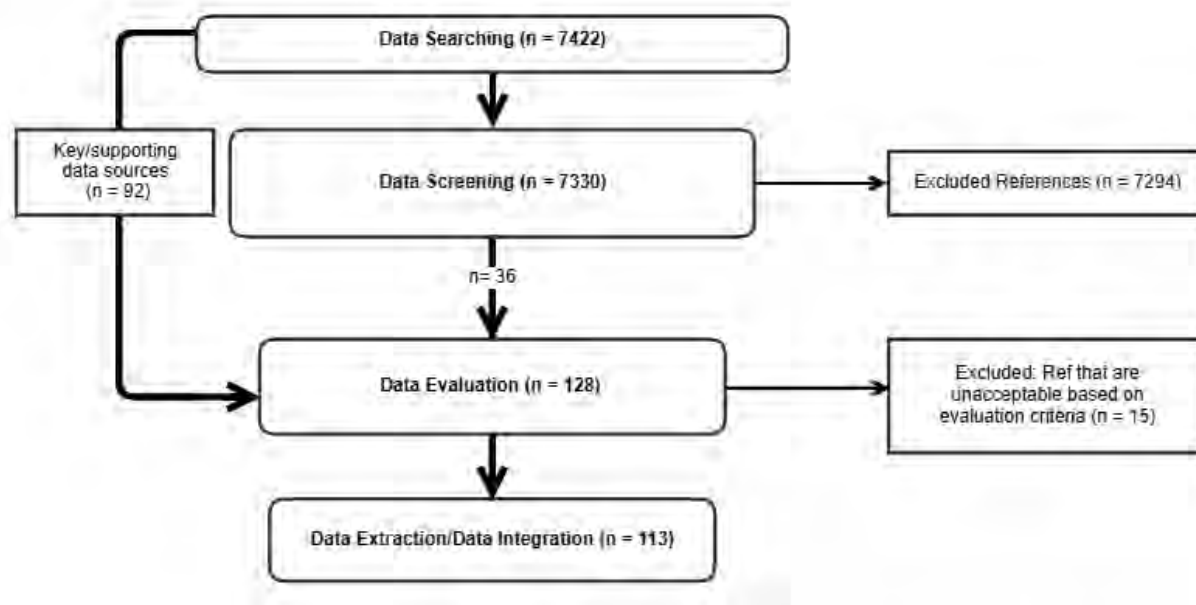 Data Searching (n = 7422)
Key/supporting
data sources
(n = 92)
Data Screening (n = 7330)
Excluded References (n = 7294)
n= 36
Data Evaluation (n = 128)
Excluded: Ref that are
unacceptable based on
evaluation criteria (n = 15)
Data Extraction/Data Integration (n = 113)